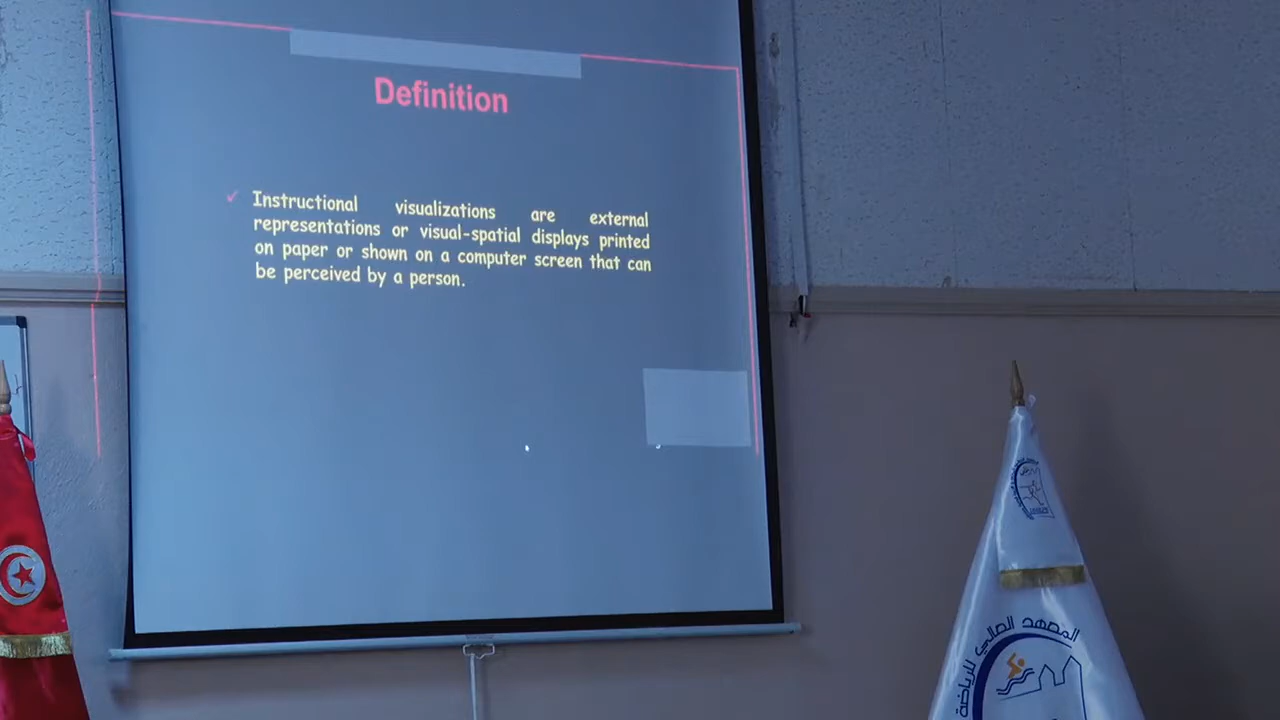 Definition
✓ Instructional visualizations are external
representations or visual-spatial displays printed
on paper or shown on a computer screen that can
be perceived by a person.
المعهد العالي للرياضة